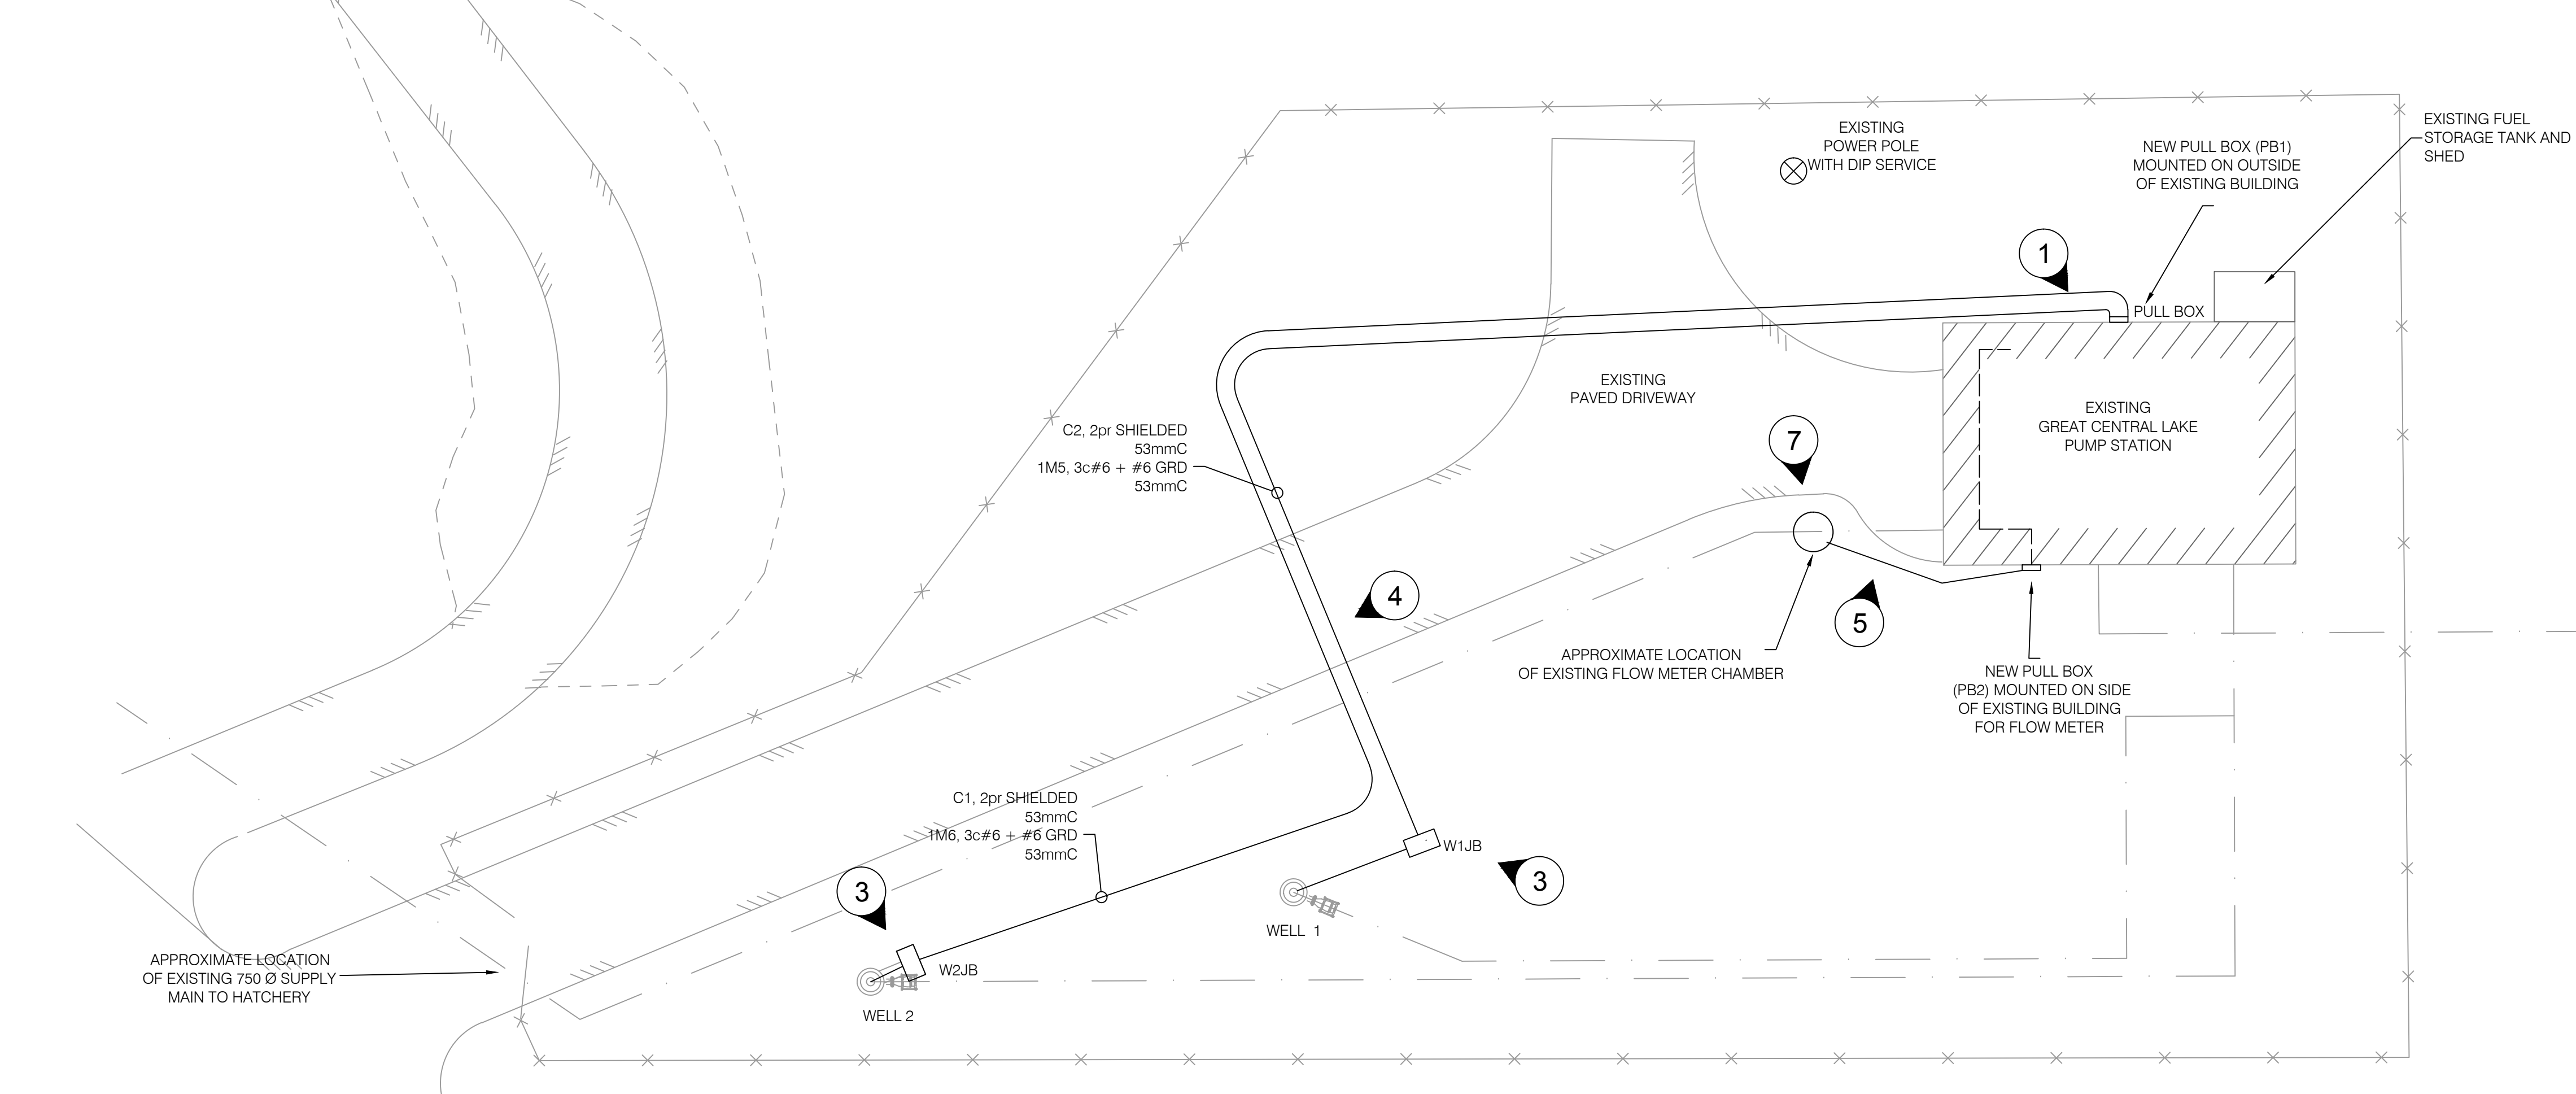 EXISTING
POWER POLE
WITH DIP SERVICE
NEW PULL BOX (PB1)
MOUNTED ON OUTSIDE
OF EXISTING BUILDING
EXISTING FUEL
STORAGE TANK AND
SHED
1
PULL BOX
EXISTING
PAVED DRIVEWAY
EXISTING
GREAT CENTRAL LAKE
PUMP STATION
C2, 2pr SHIELDED
53mmC
1M5, 3c#6 + #6 GRD
53mmC
7
4
5
APPROXIMATE LOCATION
OF EXISTING FLOW METER CHAMBER
NEW PULL BOX
(PB2) MOUNTED ON SIDE
OF EXISTING BUILDING
FOR FLOW METER
C1, 2pr SHIELDED
53mmC
1M6, 3c#6 + #6 GRD
53mmC
W1JB
3
3
WELL 1
APPROXIMATE LOCATION
OF EXISTING 750 Ø SUPPLY
MAIN TO HATCHERY
W2JB
WELL 2